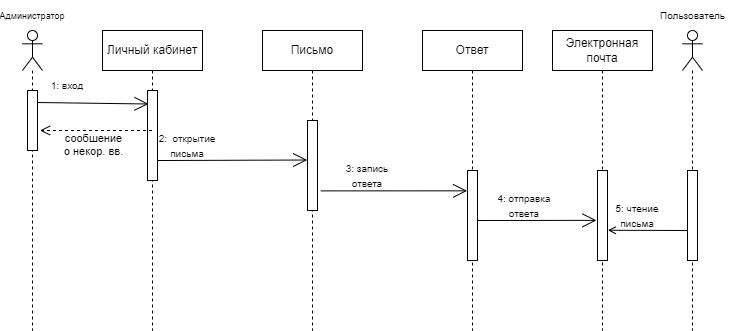 Администратор
Пользователь
Личный кабинет
Письмо
Ответ
Электронная
почта
1: вход
сообшение
о некор. вв.
2: открытие
письма
3: запись
ответа
4: отправка
ответа
5: чтение
письма